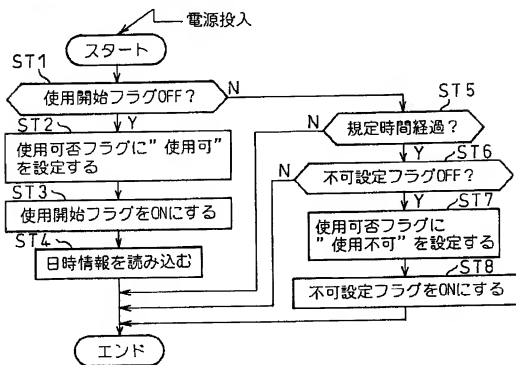 電源投入
スタート
ST1
使用開始フラグOFF？
N
Y
ST2
使用可否フラグに"使用可"
を設定する
ST3
使用開始フラグをONにする
ST4
日時情報を読み込む
ST5
規定時間経過？
N
Y
ST6
不可設定フラグOFF？
N
Y
ST7
使用可否フラグに
"使用不可"を設定する
ST8
不可設定フラグをONにする
エンド